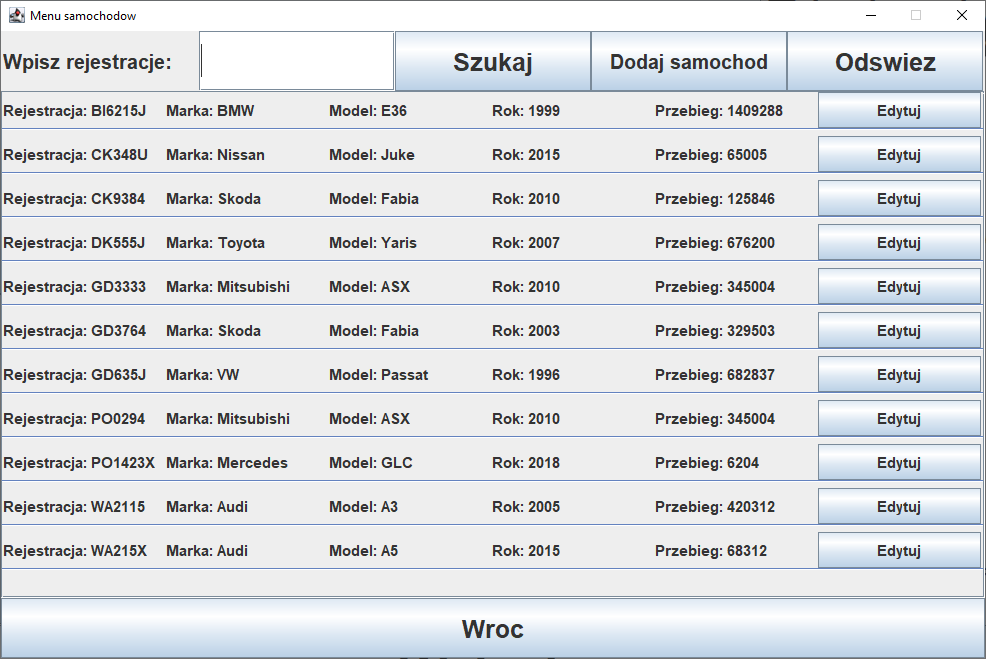 Menu samochodow
Wpisz rejestracje: Szukaj Dodaj samochod Odswiez
Rejestracja: BI6215J Marka: BMW Model: E36 Rok: 1999 Przebieg: 1409288 Edytuj
Rejestracja: CK348U Marka: Nissan Model: Juke Rok: 2015 Przebieg: 65005 Edytuj
Rejestracja: CK9384 Marka: Skoda Model: Fabia Rok: 2010 Przebieg: 125846 Edytuj
Rejestracja: DK555J Marka: Toyota Model: Yaris Rok: 2007 Przebieg: 676200 Edytuj
Rejestracja: GD3333 Marka: Mitsubishi Model: ASX Rok: 2010 Przebieg: 345004 Edytuj
Rejestracja: GD3764 Marka: Skoda Model: Fabia Rok: 2003 Przebieg: 329503 Edytuj
Rejestracja: GD635J Marka: VW Model: Passat Rok: 1996 Przebieg: 682837 Edytuj
Rejestracja: PO0294 Marka: Mitsubishi Model: ASX Rok: 2010 Przebieg: 345004 Edytuj
Rejestracja: PO1423X Marka: Mercedes Model: GLC Rok: 2018 Przebieg: 6204 Edytuj
Rejestracja: WA2115 Marka: Audi Model: A3 Rok: 2005 Przebieg: 420312 Edytuj
Rejestracja: WA215X Marka: Audi Model: A5 Rok: 2015 Przebieg: 68312 Edytuj
Wroc